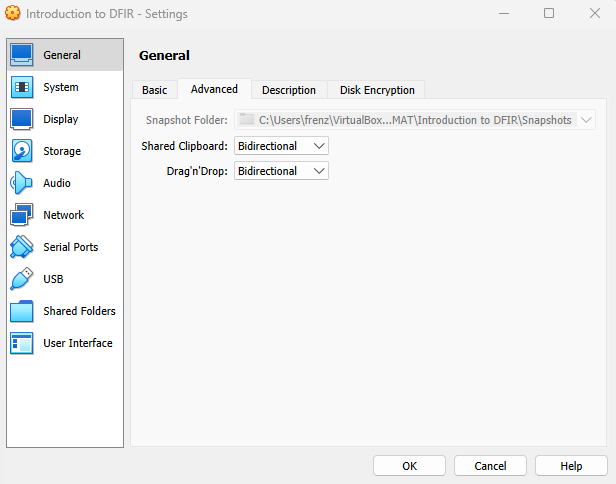 Introduction to DFIR - Settings
General
System
Display
Storage
Audio
Network
Serial Ports
USB
Shared Folders
User Interface
General
Basic
Advanced
Description
Disk Encryption
Snapshot Folder: C:\Users\frenz\VirtualBox...MAT\Introduction to DFIR\Snapshots
Shared Clipboard: Bidirectional
Drag'n'Drop: Bidirectional
OK
Cancel
Help